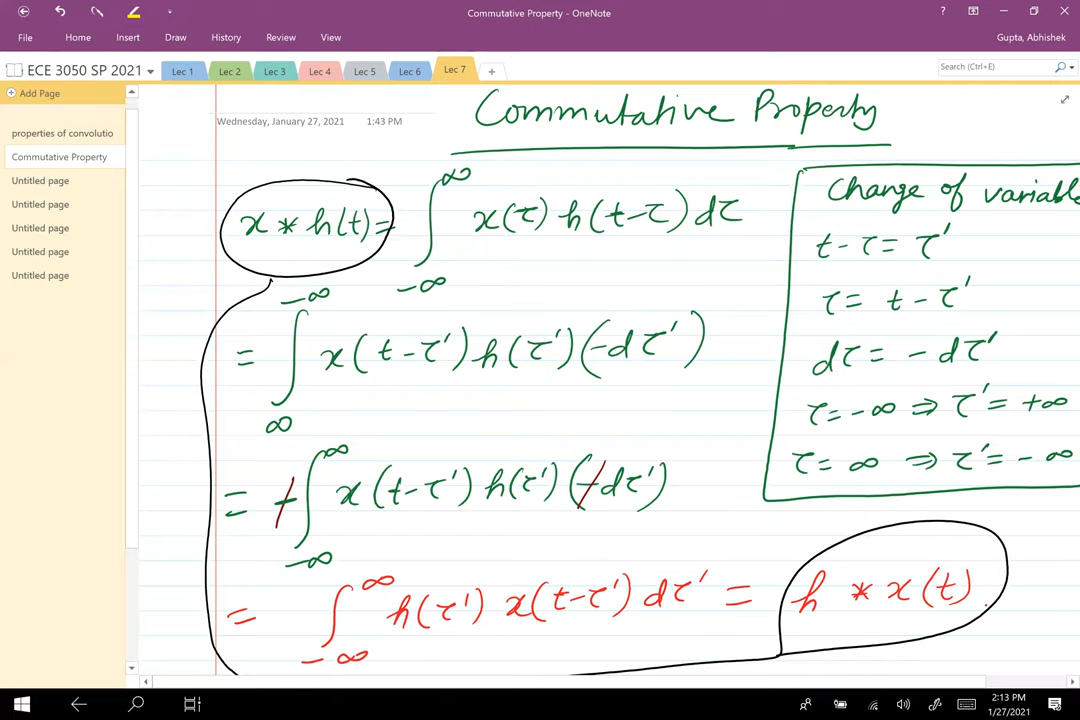 Commutative Property - OneNote
?
File Home Insert Draw History Review View Gupta, Abhishek
ECE 3050 SP 2021 Lec 1 Lec 2 Lec 3 Lec 4 Lec 5 Lec 6 Lec 7 + Search (Ctrl+E)
Add Page
properties of convolutio
Commutative Property
Untitled page
Untitled page
Untitled page
Untitled page
Untitled page
Commutative Property
Wednesday, January 27, 2021 1:43 PM
x * h(t) = ∫_{-∞}^{∞} x(τ) h(t-τ) dτ
= ∫_{∞}^{-∞} x(t-τ') h(τ') (-dτ')
= - ∫_{-∞}^{∞} x(t-τ') h(τ') (-dτ')
= ∫_{-∞}^{∞} h(τ') x(t-τ') dτ' = h * x(t).
Change of variable
t-τ = τ'
τ = t-τ'
dτ = -dτ'
τ=-∞ ⇒ τ'=+∞
τ= ∞ ⇒ τ'=-∞
2:13 PM
1/27/2021